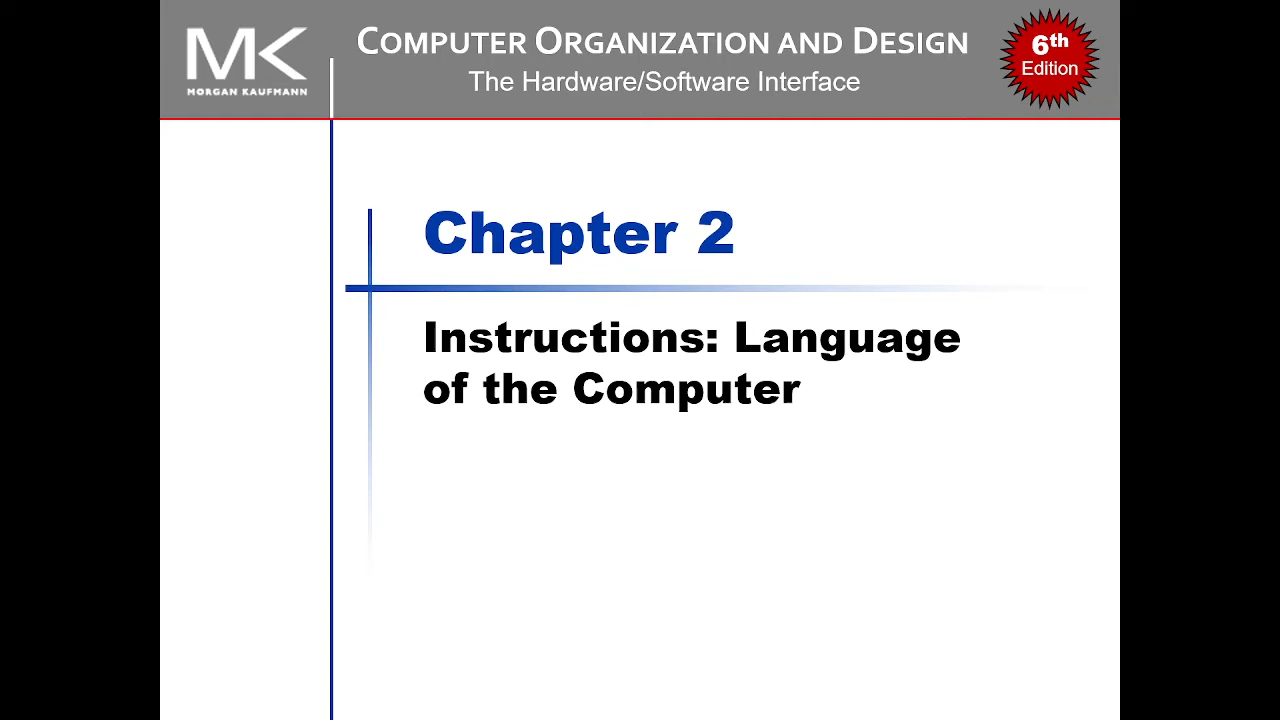 MK
MORGAN KAUFMANN
COMPUTER ORGANIZATION AND DESIGN
The Hardware/Software Interface
6th
Edition
Chapter 2
Instructions: Language
of the Computer